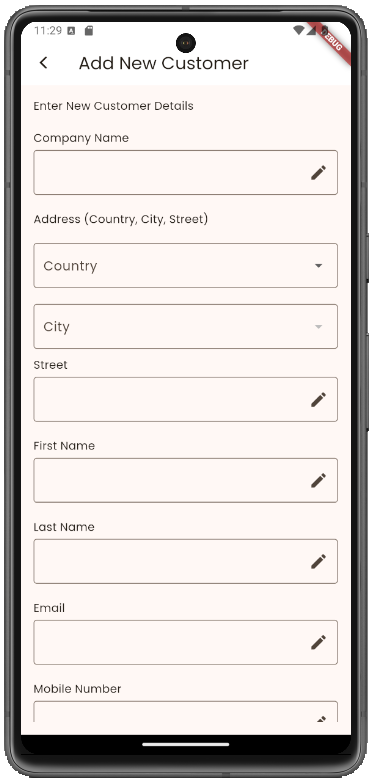 11:29
DEBUG
Add New Customer
Enter New Customer Details
Company Name
Address (Country, City, Street)
Country
City
Street
First Name
Last Name
Email
Mobile Number